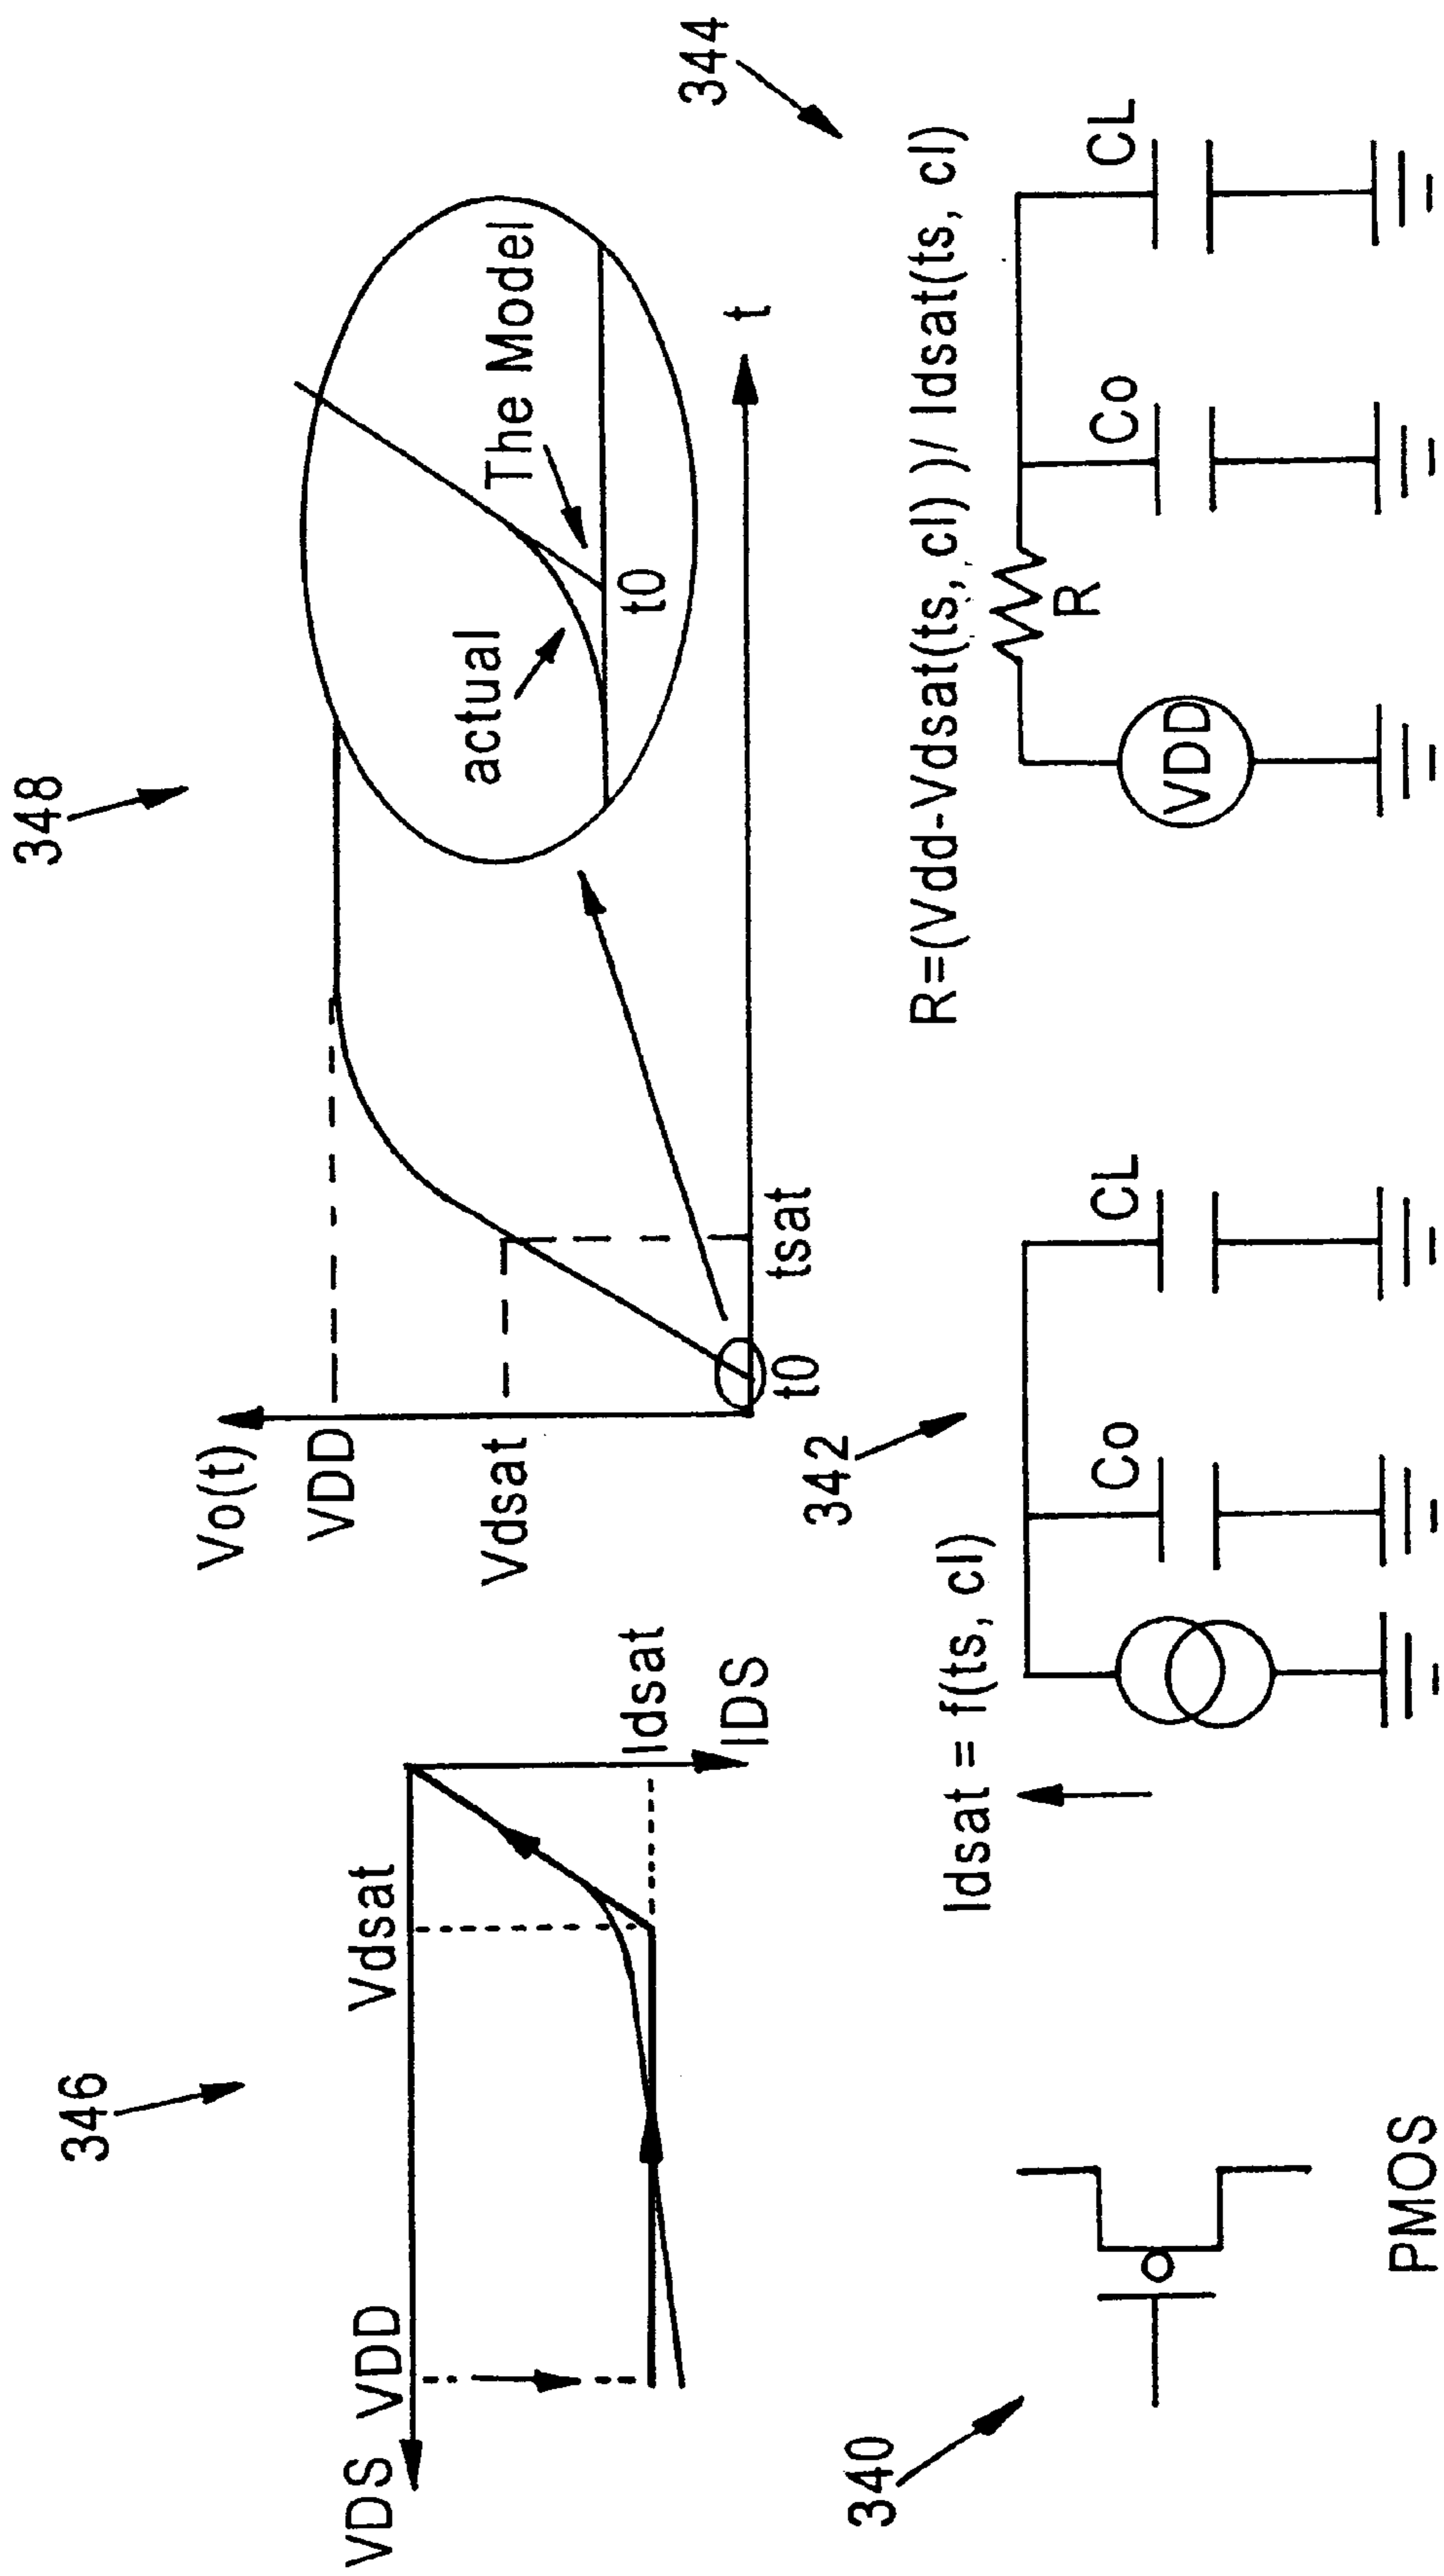 346
VDS
VDD
Vdsat
Idsat
IDS
348
Vo(t)
VDD
Vdsat
t0
tsat
t
actual
The Model
t0
340
PMOS
342
Idsat = f(ts, cl)
Co
CL
344
R=(Vdd-Vdsat(ts, cl) )/ Idsat(ts, cl)
VDD
R
Co
CL